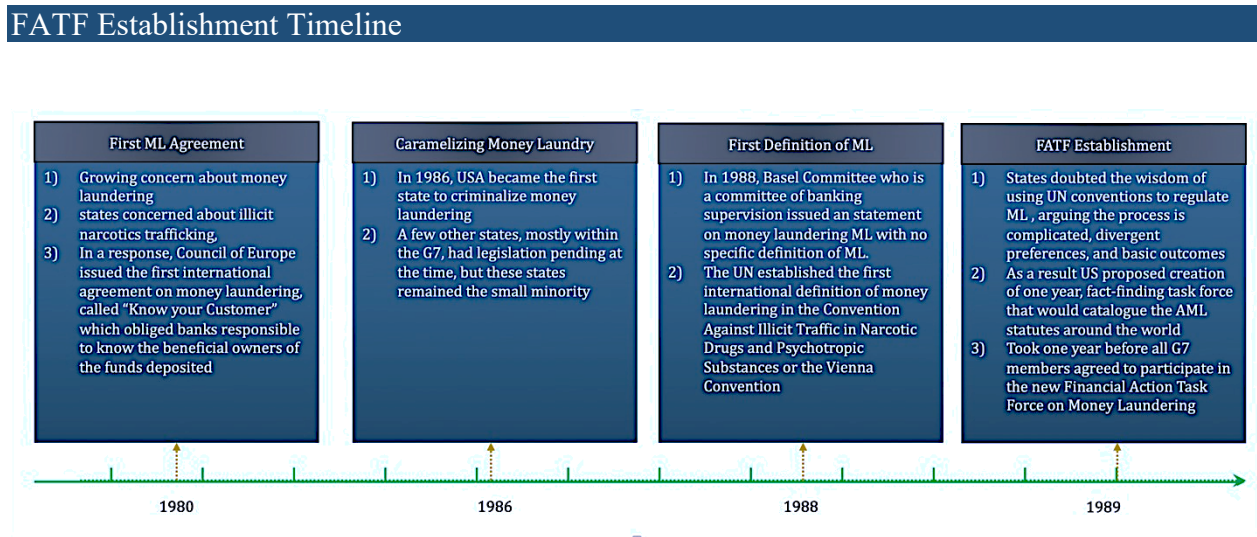 FATF Establishment Timeline
First ML Agreement
1) Growing concern about money
laundering
2) states concerned about illicit
narcotics trafficking,
3) In a response, Council of Europe
issued the first international
agreement on money laundering,
called “Know your Customer”
which obliged banks responsible
to know the beneficial owners of
the funds deposited
Caramelizing Money Laundry
1) In 1986, USA became the first
state to criminalize money
laundering
2) A few other states, mostly within
the G7, had legislation pending at
the time, but these states
remained the small minority
First Definition of ML
1) In 1988, Basel Committee who is
a committee of banking
supervision issued an statement
on money laundering ML with no
specific definition of ML.
2) The UN established the first
international definition of money
laundering in the Convention
Against Illicit Traffic in Narcotic
Drugs and Psychotropic
Substances or the Vienna
Convention
FATF Establishment
1) States doubted the wisdom of
using UN conventions to regulate
ML , arguing the process is
complicated, divergent
preferences, and basic outcomes
2) As a result US proposed creation
of one year, fact-finding task force
that would catalogue the AML
statutes around the world
3) Took one year before all G7
members agreed to participate in
the new Financial Action Task
Force on Money Laundering
1980
1986
1988
1989